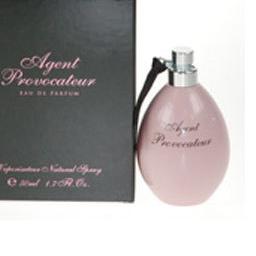 Agent
Provocateur
EAU DE PARFUM
Vaporisateur Natural Spray
℮ 50ml 1.7 Fl. Oz.
Agent
Provocateur